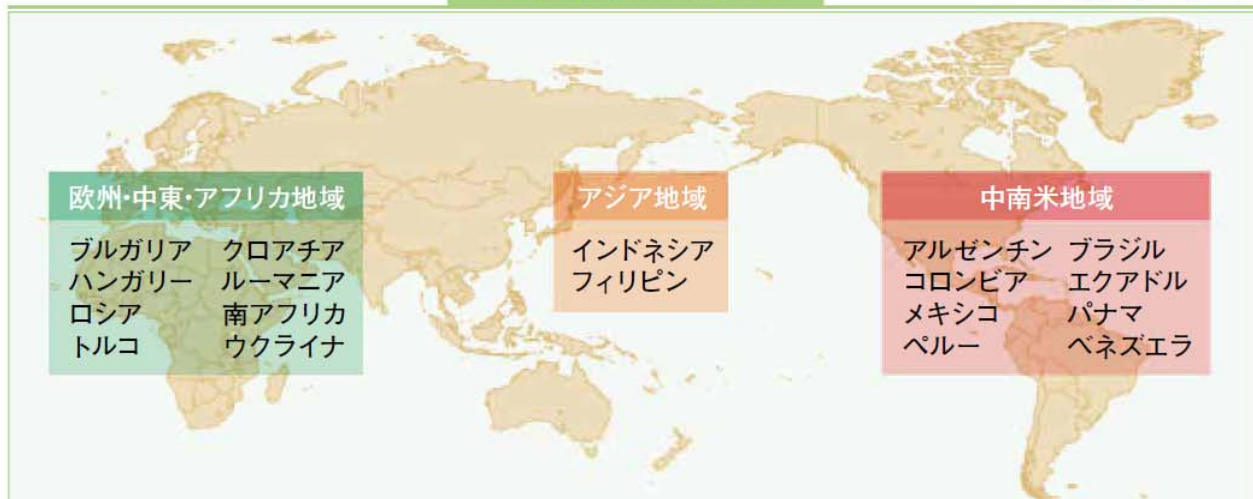 欧州・中東・アフリカ地域
ブルガリア クロアチア
ハンガリー ルーマニア
ロシア 南アフリカ
トルコ ウクライナ
アジア地域
インドネシア
フィリピン
中南米地域
アルゼンチン ブラジル
コロンビア エクアドル
メキシコ パナマ
ペルー ベネズエラ